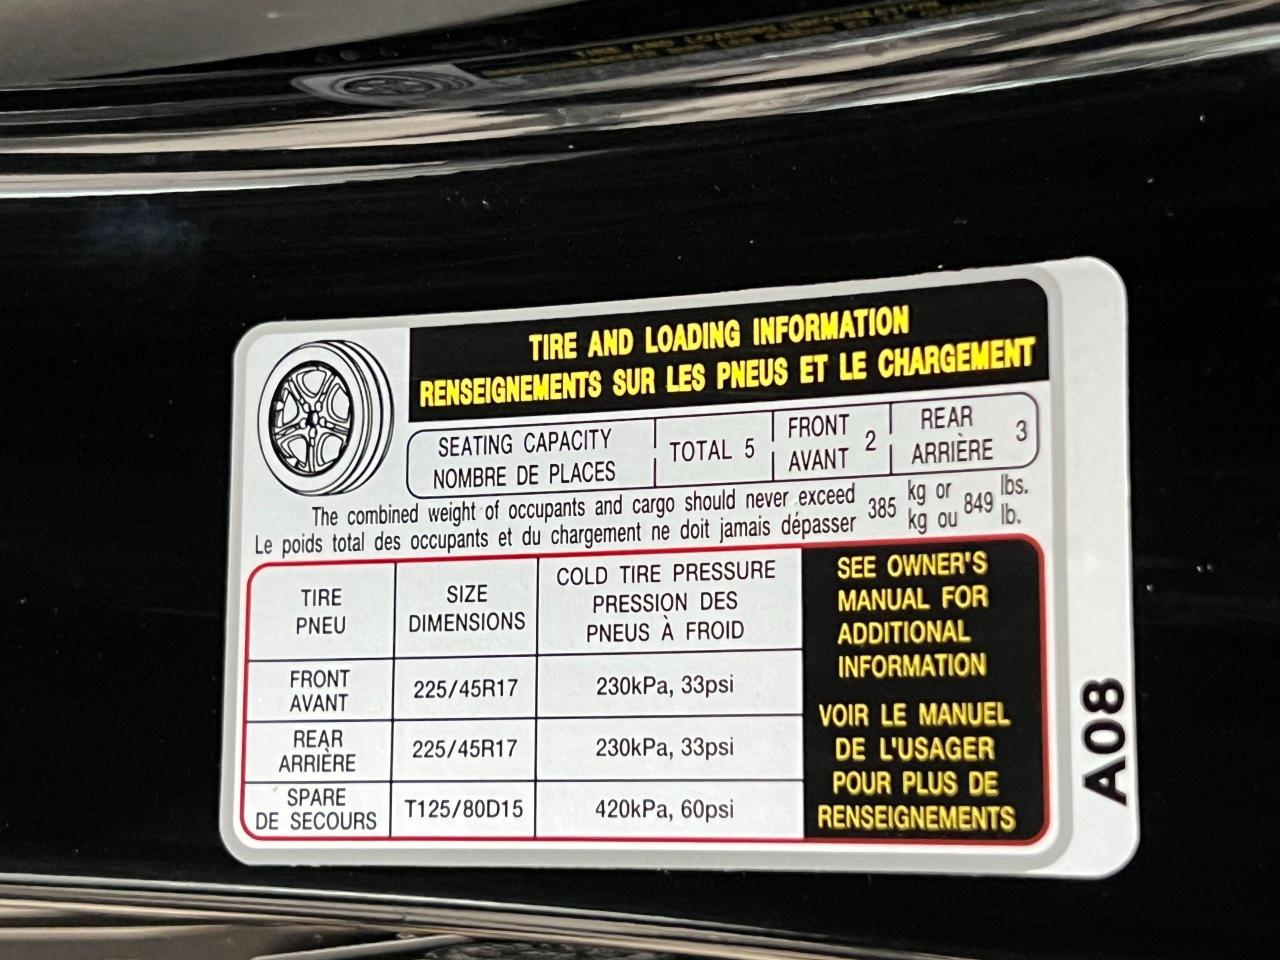 TIRE AND LOADING INFORMATION
RENSEIGNEMENTS SUR LES PNEUS ET LE CHARGEMENT
SEATING CAPACITY
NOMBRE DE PLACES
TOTAL 5
FRONT
AVANT
2
REAR
ARRIÈRE
3
The combined weight of occupants and cargo should never exceed 385 kg or 849 lbs.
Le poids total des occupants et du chargement ne doit jamais dépasser kg ou lb.
TIRE
PNEU
SIZE
DIMENSIONS
COLD TIRE PRESSURE
PRESSION DES
PNEUS À FROID
FRONT
AVANT
225/45R17
230kPa, 33psi
REAR
ARRIÈRE
225/45R17
230kPa, 33psi
SPARE
DE SECOURS
T125/80D15
420kPa, 60psi
SEE OWNER'S
MANUAL FOR
ADDITIONAL
INFORMATION
VOIR LE MANUEL
DE L'USAGER
POUR PLUS DE
RENSEIGNEMENTS
A08